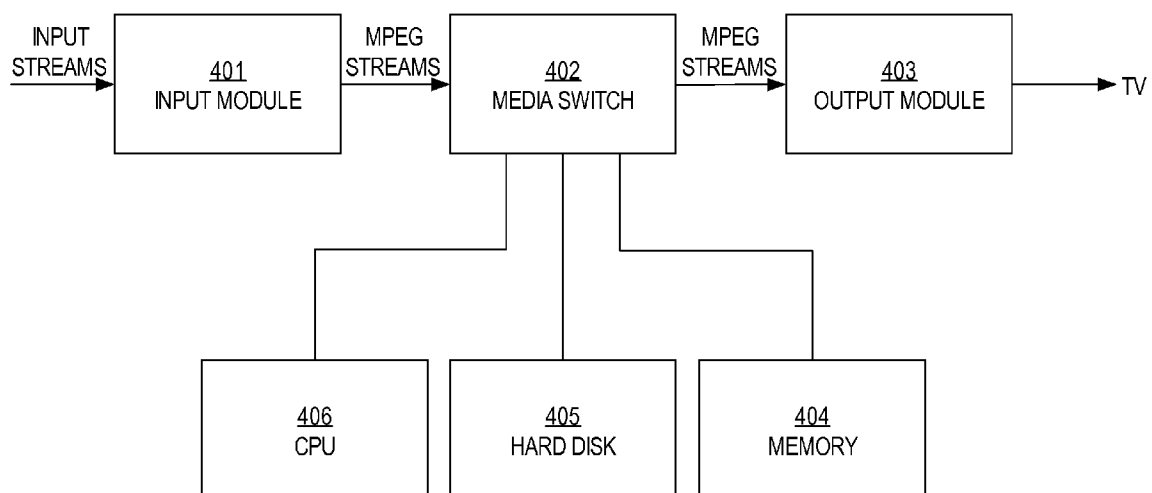 INPUT
STREAMS
401
INPUT MODULE
MPEG
STREAMS
402
MEDIA SWITCH
MPEG
STREAMS
403
OUTPUT MODULE
TV
406
CPU
405
HARD DISK
404
MEMORY